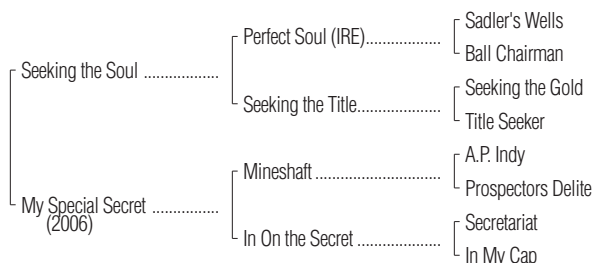 Sadler's Wells
Perfect Soul (IRE)..................
Ball Chairman
Seeking the Soul ..................
Seeking the Gold
Seeking the Title....................
Title Seeker
A.P. Indy
Mineshaft ..............................
Prospectors Delite
My Special Secret ................
(2006)
Secretariat
In On the Secret ....................
In My Cap